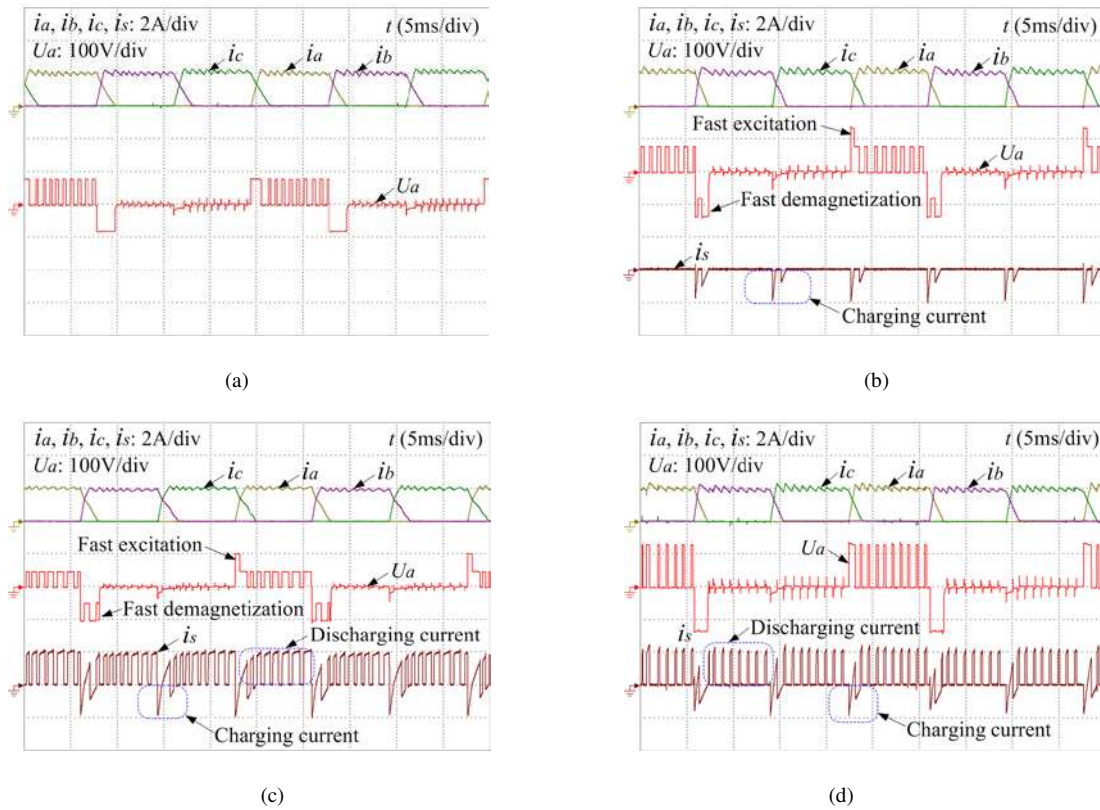 ia, ib, ic, is: 2A/div t (5ms/div)
Ua: 100V/div
ic ia ib
Ua
(a)
ia, ib, ic, is: 2A/div t (5ms/div)
Ua: 100V/div
ic ia ib
Fast excitation
Ua
Fast demagnetization
is
Charging current
(b)
ia, ib, ic, is: 2A/div t (5ms/div)
Ua: 100V/div
ic ia ib
Fast excitation
Ua
Fast demagnetization
is Discharging current
Charging current
(c)
ia, ib, ic, is: 2A/div t (5ms/div)
Ua: 100V/div
ic ia ib
Ua
is Discharging current
Charging current
(d)